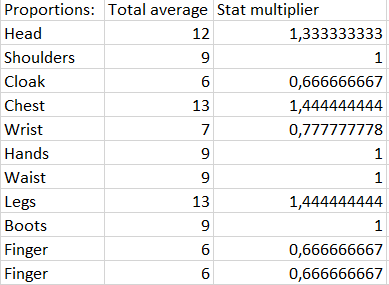 Proportions: Total average Stat multiplier
Head 12 1,333333333
Shoulders 9 1
Cloak 6 0,666666667
Chest 13 1,444444444
Wrist 7 0,777777778
Hands 9 1
Waist 9 1
Legs 13 1,444444444
Boots 9 1
Finger 6 0,666666667
Finger 6 0,666666667